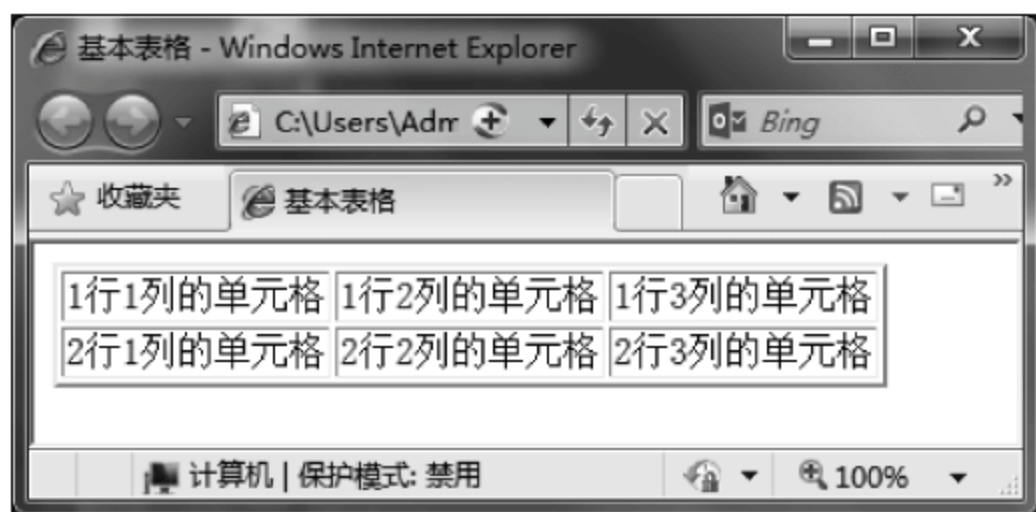 基本表格 - Windows Internet Explorer
C:\Users\Adm
Bing
收藏夹
基本表格
1行1列的单元格 1行2列的单元格 1行3列的单元格
2行1列的单元格 2行2列的单元格 2行3列的单元格
计算机 | 保护模式: 禁用
100%